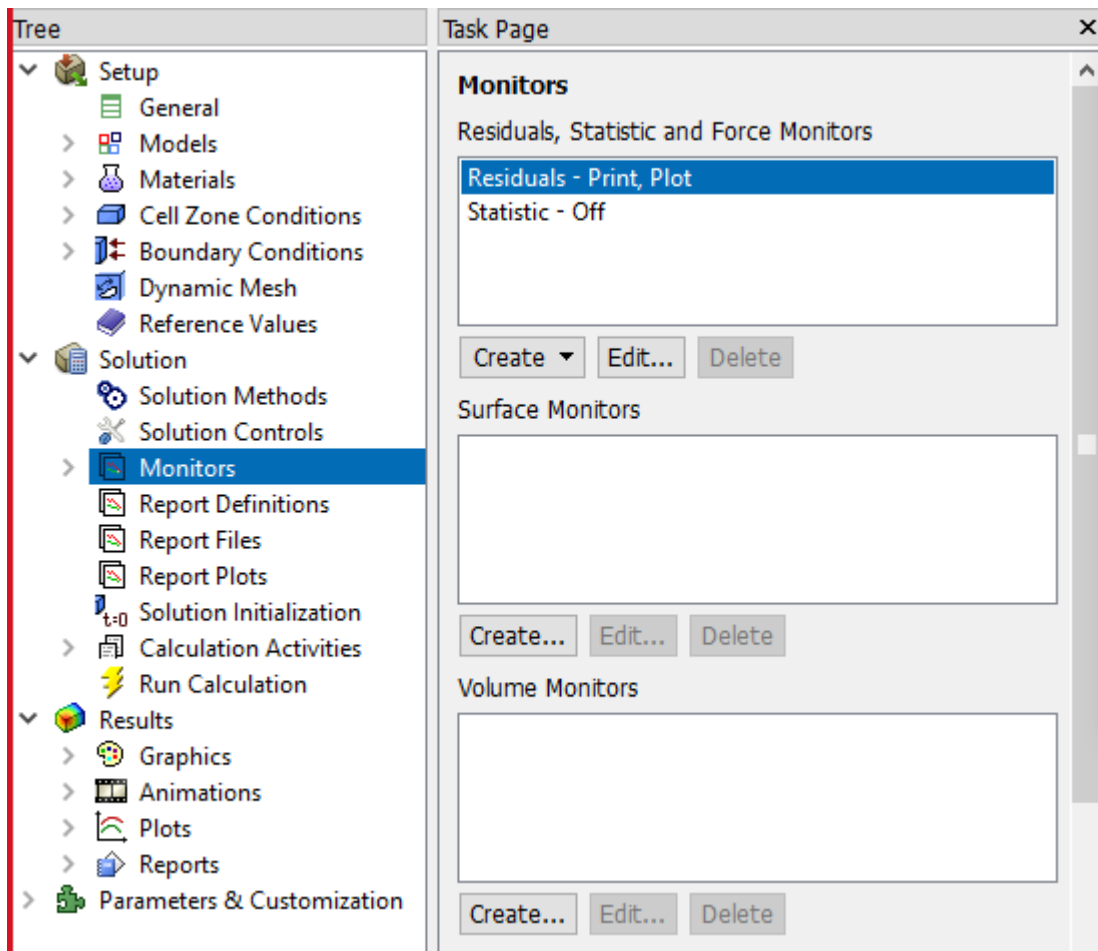 Tree
Setup
General
Models
Materials
Cell Zone Conditions
Boundary Conditions
Dynamic Mesh
Reference Values
Solution
Solution Methods
Solution Controls
Monitors
Report Definitions
Report Files
Report Plots
t=0 Solution Initialization
Calculation Activities
Run Calculation
Results
Graphics
Animations
Plots
Reports
Parameters & Customization
Task Page
Monitors
Residuals, Statistic and Force Monitors
Residuals - Print, Plot
Statistic - Off
Create Edit... Delete
Surface Monitors
Create... Edit... Delete
Volume Monitors
Create... Edit... Delete